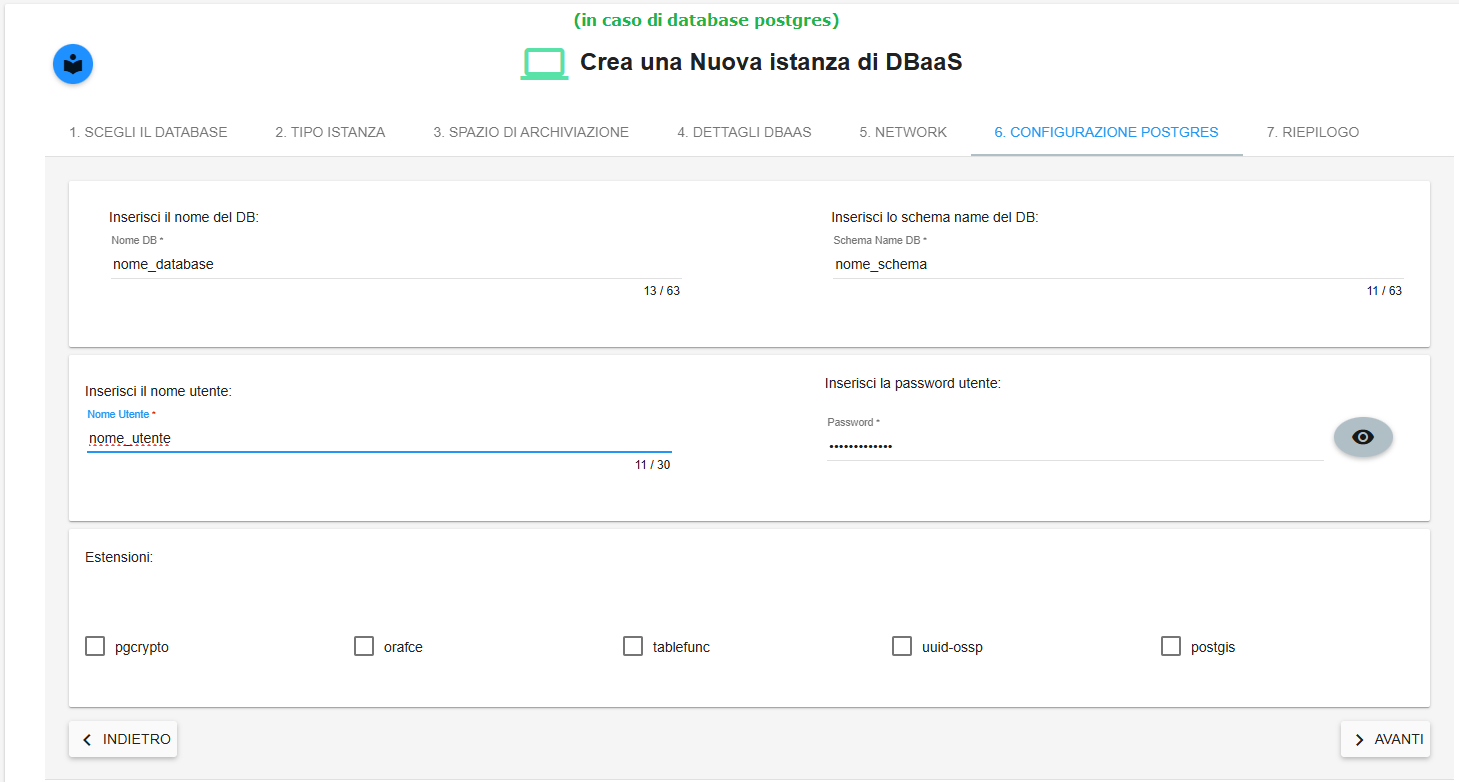 (in caso di database postgres)
Crea una Nuova istanza di DBaaS
1. SCEGLI IL DATABASE 2. TIPO ISTANZA 3. SPAZIO DI ARCHIVIAZIONE 4. DETTAGLI DBAAS 5. NETWORK 6. CONFIGURAZIONE POSTGRES 7. RIEPILOGO
Inserisci il nome del DB: Inserisci lo schema name del DB:
Nome DB * Schema Name DB *
nome_database nome_schema
13 / 63 11 / 63
Inserisci il nome utente: Inserisci la password utente:
Nome Utente * Password *
nome_utente •••••••••••••
11 / 30
Estensioni:
pgcrypto orafce tablefunc uuid-ossp postgis
INDIETRO AVANTI